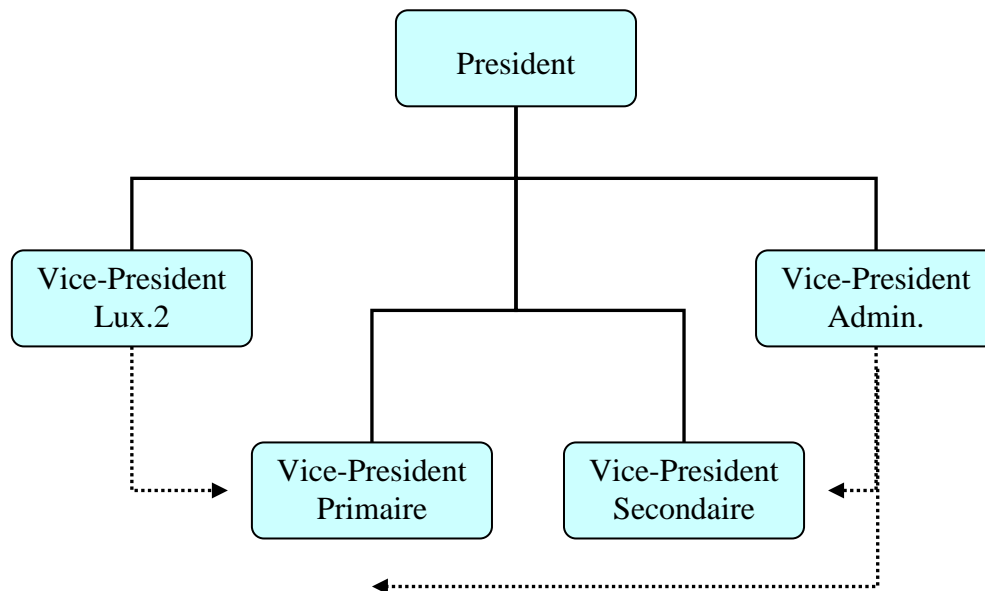 President
Vice-President
Lux.2
Vice-President
Admin.
Vice-President
Primaire
Vice-President
Secondaire